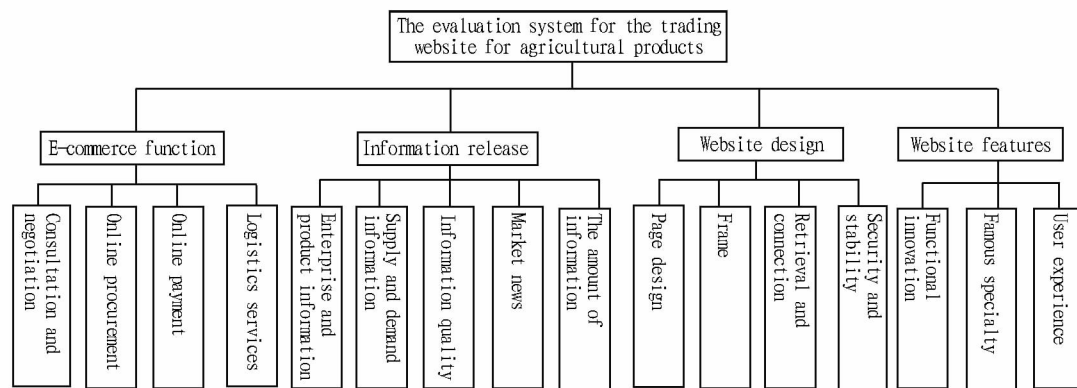 The evaluation system for the trading
website for agricultural products
E-commerce function
Information release
Website design
Website features
Consultation and
negotiation
Online procurement
Online payment
Logistics services
Enterprise and
product information
Supply and demand
information
Information quality
Market news
The amount of
information
Page design
Frame
Retrieval and
connection
Security and
stability
Functional
innovation
Famous specialty
User experience